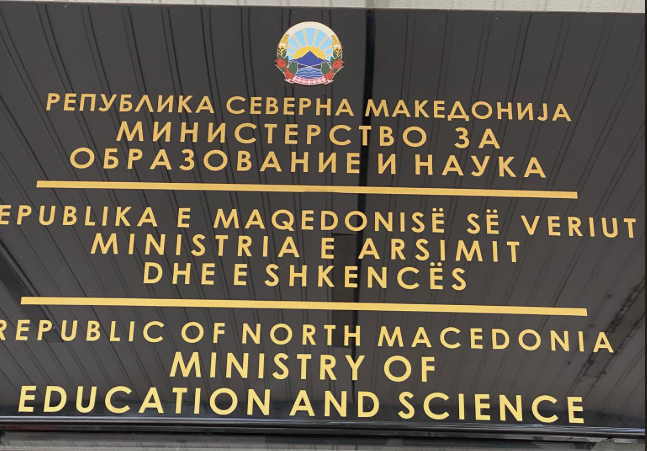 РЕПУБЛИКА СЕВЕРНА МАКЕДОНИЈА
МИНИСТЕРСТВО ЗА
ОБРАЗОВАНИЕ И НАУКА
EPUBLIKA E MAQEDONISË SË VERIUT
MINISTRIA E ARSIMIT
DHE E SHKENCËS
REPUBLIC OF NORTH MACEDONIA
MINISTRY OF
EDUCATION AND SCIENCE